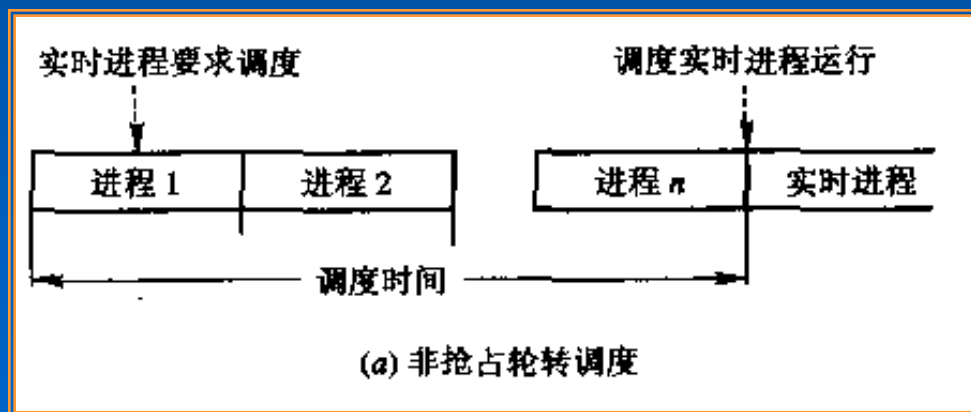 实时进程要求调度
调度实时进程运行
进程 1 进程 2 进程 n 实时进程
调度时间
(a) 非抢占轮转调度